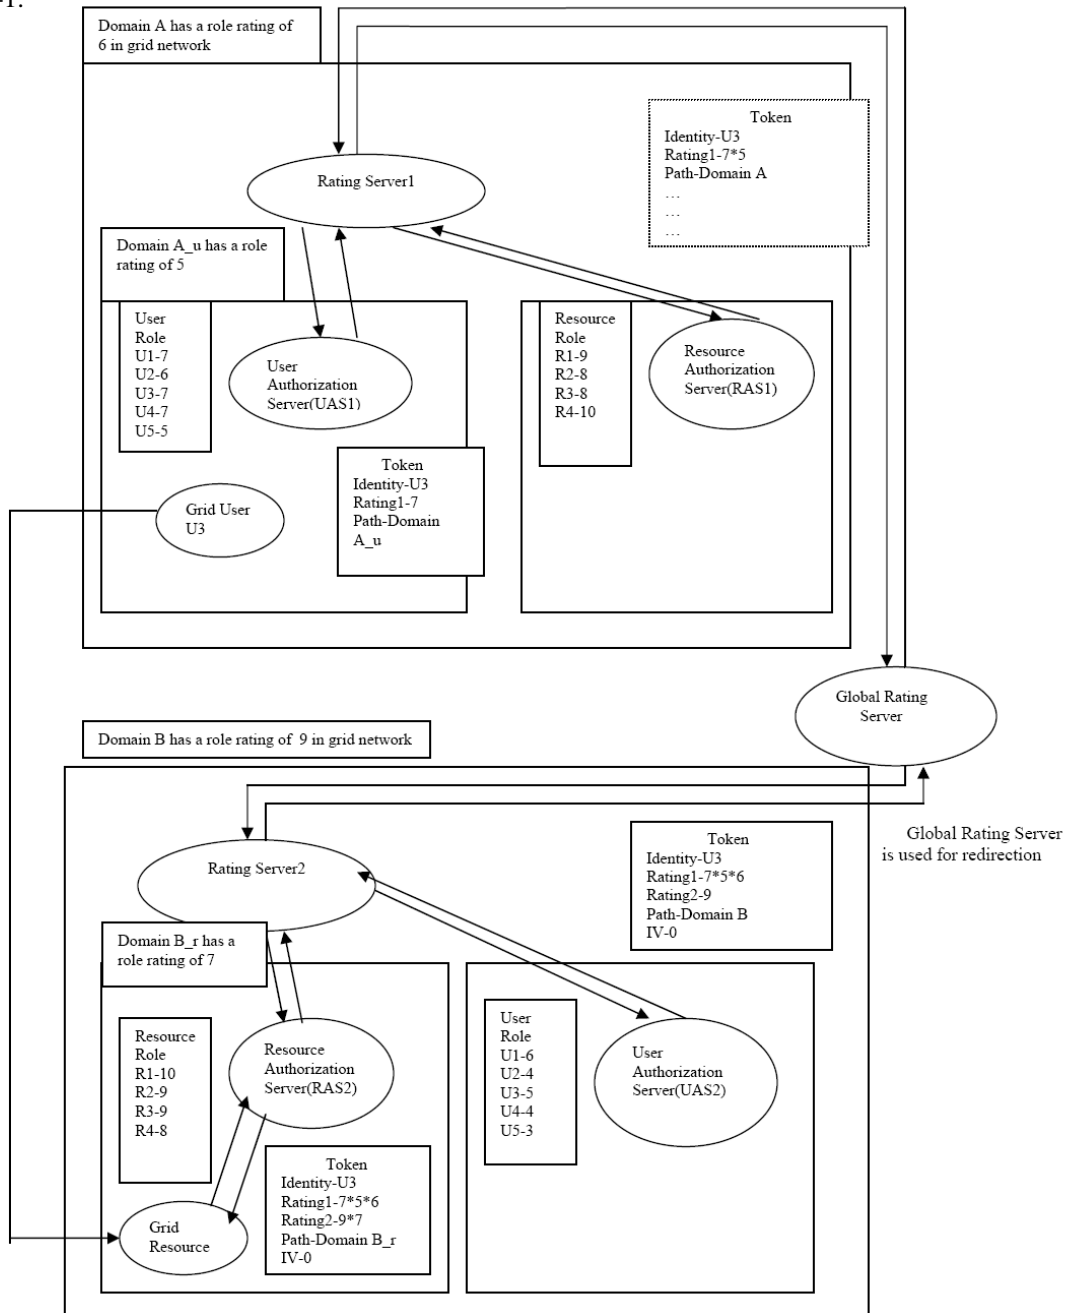 -1.
Domain A has a role rating of
6 in grid network
Token
Identity-U3
Rating1-7*5
Path-Domain A
…
…
…
Rating Server1
Domain A_u has a role
rating of 5
User
Role
U1-7
U2-6
U3-7
U4-7
U5-5
User
Authorization
Server(UAS1)
Resource
Role
R1-9
R2-8
R3-8
R4-10
Resource
Authorization
Server(RAS1)
Token
Identity-U3
Rating1-7
Path-Domain
A_u
Grid User
U3
Global Rating
Server
Domain B has a role rating of 9 in grid network
Global Rating Server
is used for redirection
Token
Identity-U3
Rating1-7*5*6
Rating2-9
Path-Domain B
IV-0
Rating Server2
Domain B_r has a
role rating of 7
Resource
Role
R1-10
R2-9
R3-9
R4-8
Resource
Authorization
Server(RAS2)
User
Role
U1-6
U2-4
U3-5
U4-4
U5-3
User
Authorization
Server(UAS2)
Token
Identity-U3
Rating1-7*5*6
Rating2-9*7
Path-Domain B_r
IV-0
Grid
Resource